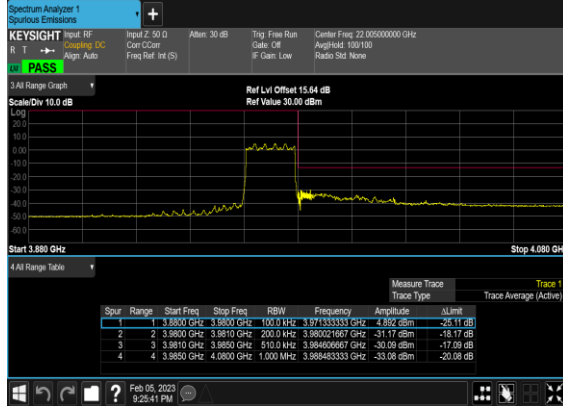 Spectrum Analyzer 1
Spurious Emissions
+
KEYSIGHT Input: RF Input Z: 50 Ω Atten: 30 dB Trig: Free Run Center Freq: 22.005000000 GHz
R T Coupling: DC Corr CCorr Gate: Off Avg|Hold: 100/100
Align: Auto Freq Ref: Int (S) IF Gain: Low Radio Std: None
PASS
3 All Range Graph
Ref Lvl Offset 15.64 dB
Scale/Div 10.0 dB Ref Value 30.00 dBm
Log
20.0
10.0
0.00
-10.0
-20.0
-30.0
-40.0
-50.0
-60.0
Start 3.880 GHz Stop 4.080 GH
4 All Range Table
Measure Trace Trace 1
Trace Type Trace Average (Active)
Spur Range Start Freq Stop Freq RBW Frequency Amplitude ΔLimit
1 1 3.8800 GHz 3.9800 GHz 100.0 kHz 3.971333333 GHz 4.892 dBm -25.11 dB
2 2 3.9800 GHz 3.9810 GHz 200.0 kHz 3.980021667 GHz -31.17 dBm -18.17 dB
3 3 3.9810 GHz 3.9850 GHz 510.0 kHz 3.984606667 GHz -30.09 dBm -17.09 dB
4 4 3.9850 GHz 4.0800 GHz 1.000 MHz 3.988483333 GHz -33.08 dBm -20.08 dB
? Feb 05, 2023
9:25:41 PM